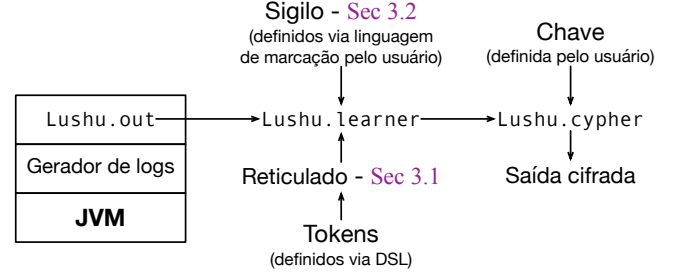 Sigilo - Sec 3.2
(definidos via linguagem
de marcação pelo usuário)
Chave
(definida pelo usuário)
Lushu.out
Lushu.learner
Lushu.cypher
Gerador de logs
Reticulado - Sec 3.1
Saída cifrada
JVM
Tokens
(definidos via DSL)